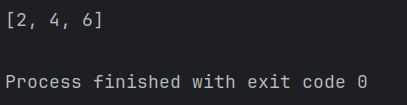 [2, 4, 6]
Process finished with exit code 0